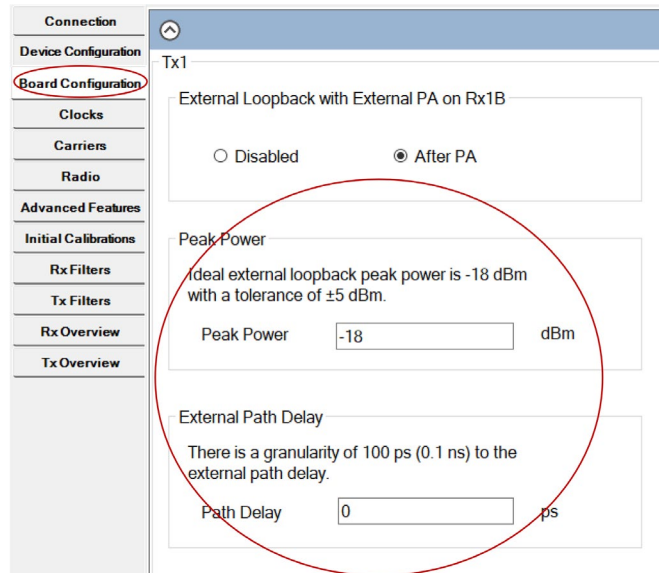 Connection
Device Configuration
Board Configuration
Clocks
Carriers
Radio
Advanced Features
Initial Calibrations
Rx Filters
Tx Filters
Rx Overview
Tx Overview
Tx1
External Loopback with External PA on Rx1B
Disabled After PA
Peak Power
Ideal external loopback peak power is -18 dBm
with a tolerance of ±5 dBm.
Peak Power -18 dBm
External Path Delay
There is a granularity of 100 ps (0.1 ns) to the
external path delay.
Path Delay 0 ps